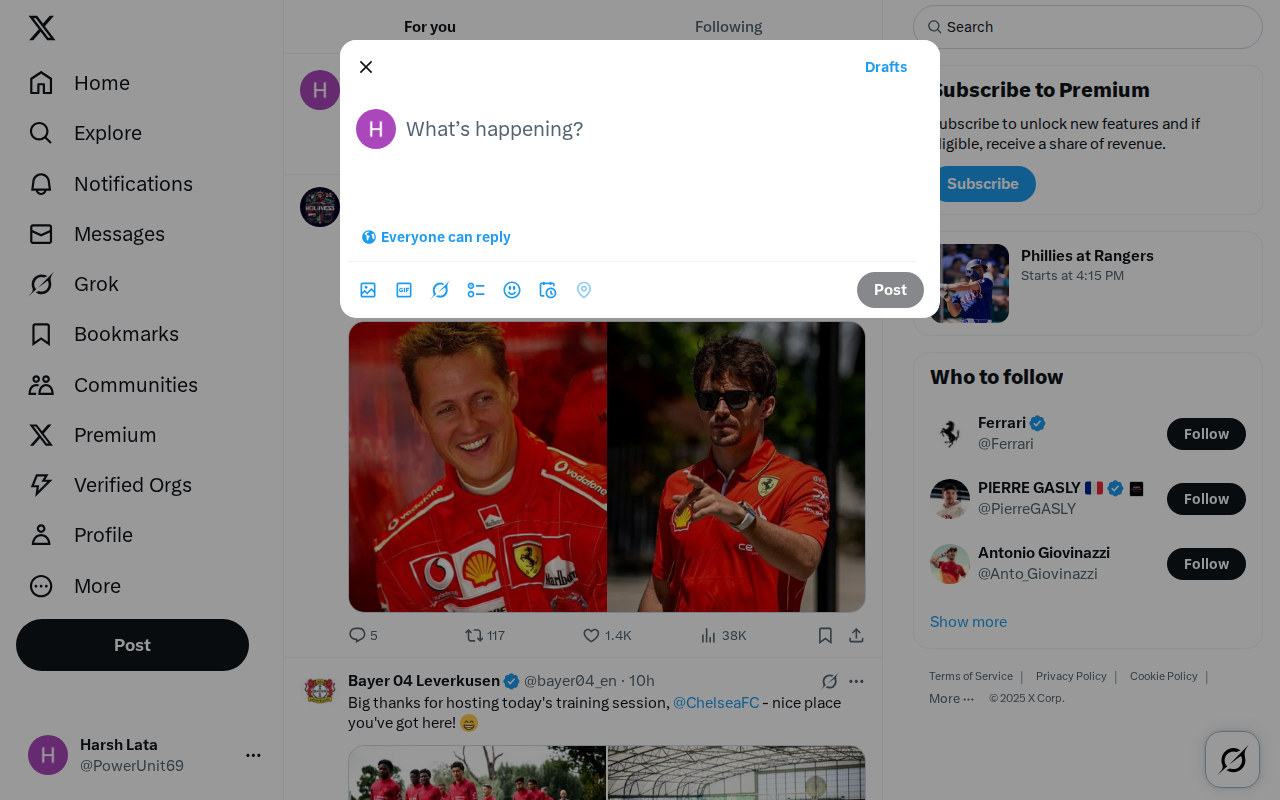 For you
Following
Search
Home
Explore
Notifications
Messages
Grok
Bookmarks
Communities
Premium
Verified Orgs
Profile
More
Post
H
Harsh Lata
@PowerUnit69
H
Drafts
H
What's happening?
Everyone can reply
GIF
Post
vodafone
vodafone
Marlboro
5
117
1.4K
38K
Bayer 04 Leverkusen @bayer04_en · 10h
Big thanks for hosting today's training session, @ChelseaFC - nice place
you've got here! 😁
Subscribe to Premium
ubscribe to unlock new features and if
ligible, receive a share of revenue.
Subscribe
Phillies at Rangers
Starts at 4:15 PM
Who to follow
Ferrari
@Ferrari
Follow
PIERRE GASLY 🇫🇷
@PierreGASLY
Follow
Antonio Giovinazzi
@Anto_Giovinazzi
Follow
Show more
Terms of Service | Privacy Policy | Cookie Policy |
More ··· © 2025 X Corp.